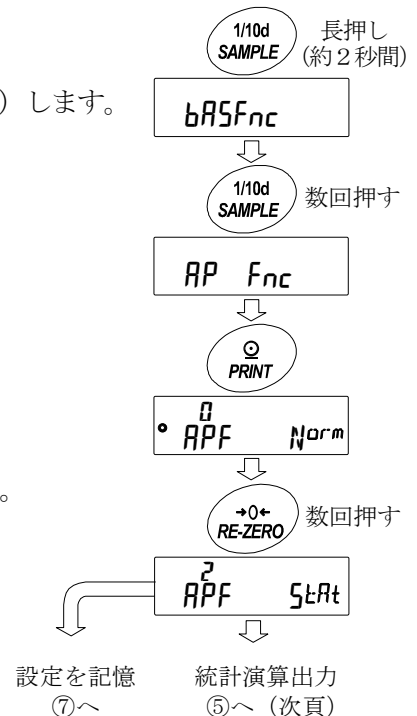 1/10d
SAMPLE
長押し
(約２秒間)
）します。
bASFnc
1/10d
SAMPLE
数回押す
AP Fnc
PRINT
0
APF Norm
。
→0←
RE-ZERO
数回押す
2
APF StAt
設定を記憶
⑦へ
統計演算出力
⑤へ（次頁）